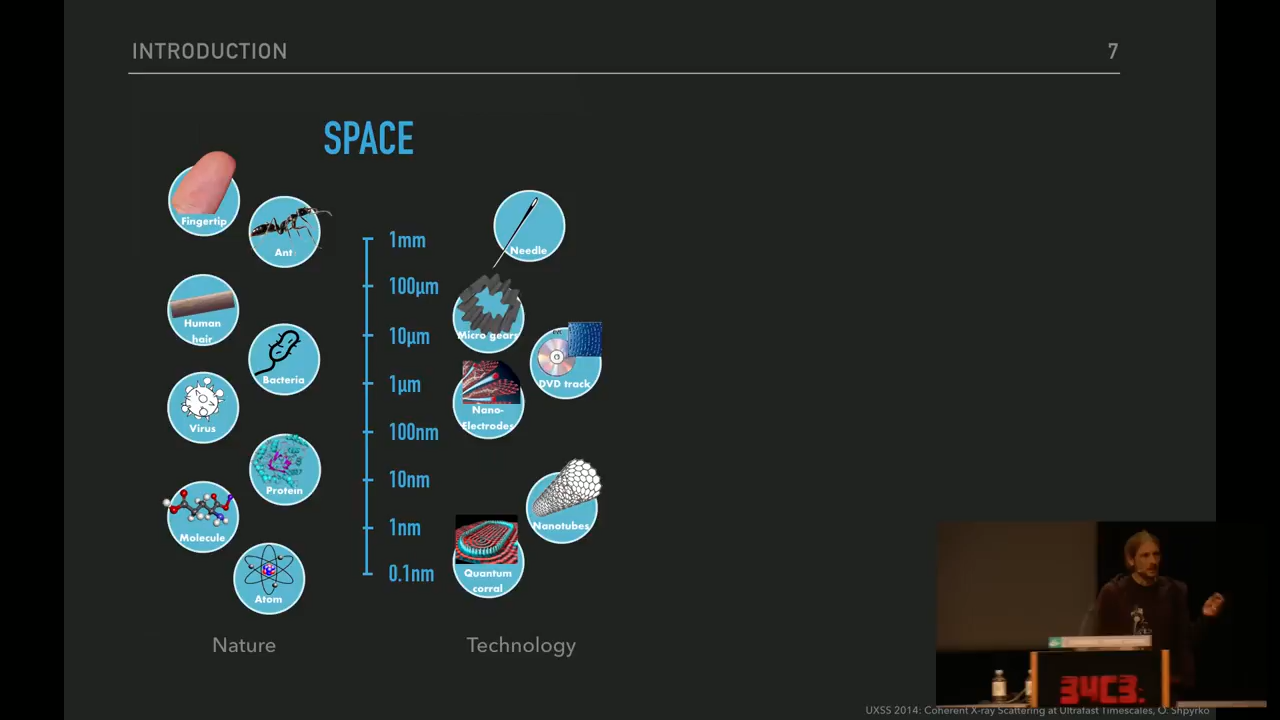 INTRODUCTION
7
SPACE
Fingertip
Ant
Needle
1mm
100µm
Human
hair
Micro gears
10µm
Bacteria
DVD track
1µm
Virus
Nano-
Electrodes
100nm
Protein
10nm
Molecule
Nanotubes
1nm
Atom
Quantum
corral
0.1nm
Nature
Technology
34C3.
UXSS 2014: Coherent X-ray Scattering at Ultrafast Timescales, O. Shpyrko